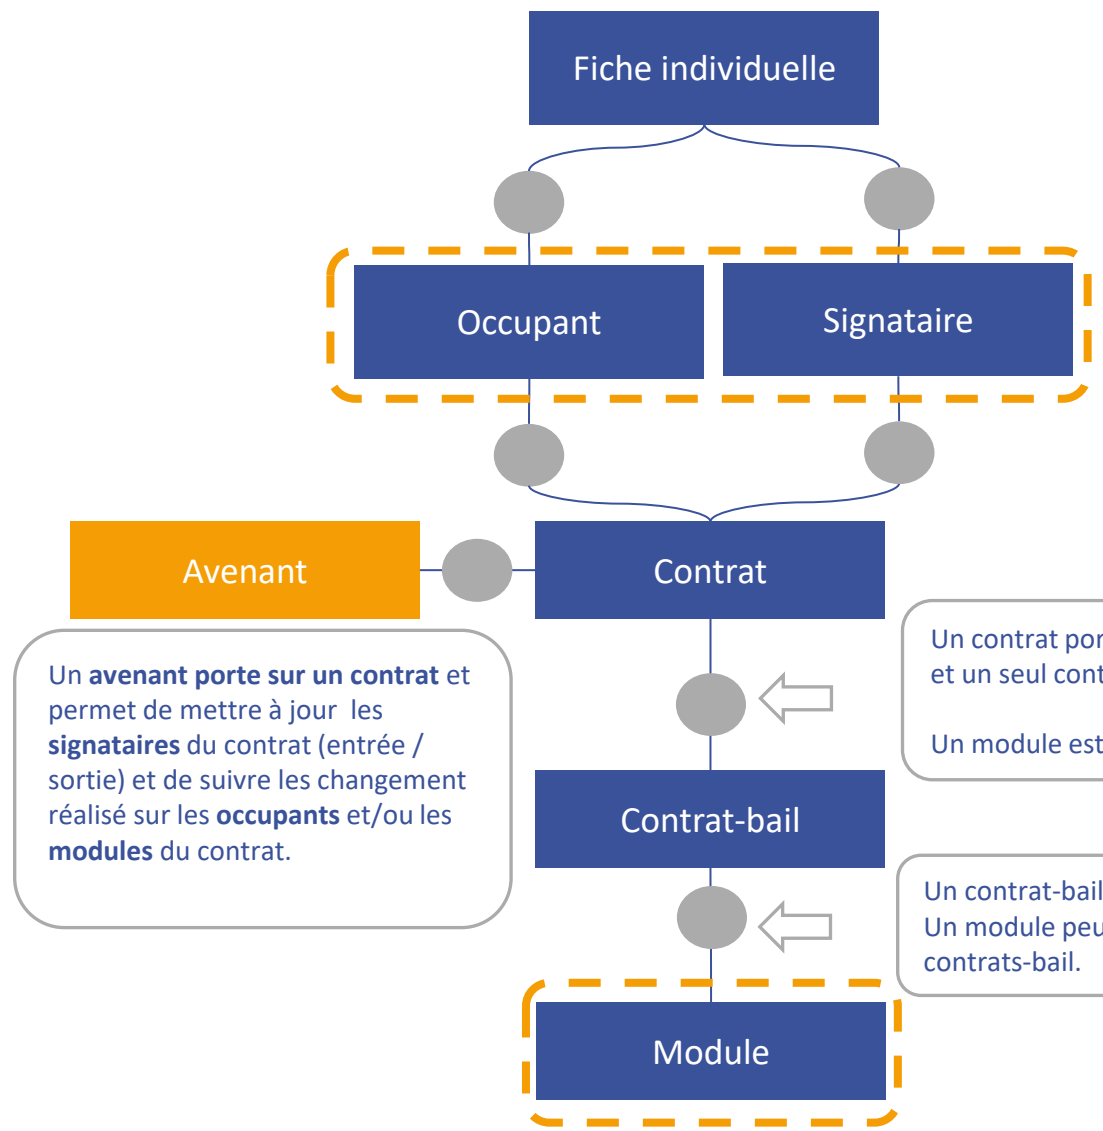 Fiche individuelle
Occupant
Signataire
Avenant
Contrat
Un avenant porte sur un contrat et
permet de mettre à jour les
signataires du contrat (entrée /
sortie) et de suivre les changement
réalisé sur les occupants et/ou les
modules du contrat.
Un contrat por
et un seul cont
Un module est
Contrat-bail
Un contrat-bail
Un module peu
contrats-bail.
Module